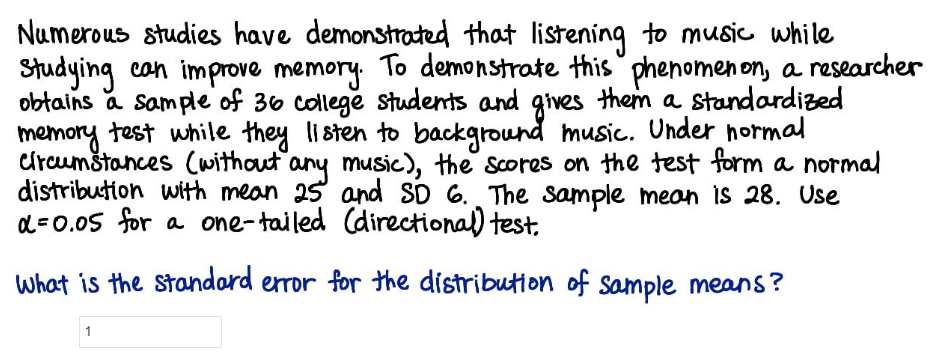 Numerous studies have demonstrated that listening to music while
studying can improve memory. To demonstrate this phenomenon, a researcher
obtains a sample of 36 college students and gives them a standardized
memory test while they listen to background music. Under normal
circumstances (without any music), the scores on the test form a normal
distribution with mean 25 and SD 6. The sample mean is 28. Use
α=0.05 for a one-tailed (directional) test.
What is the standard error for the distribution of sample means?
1